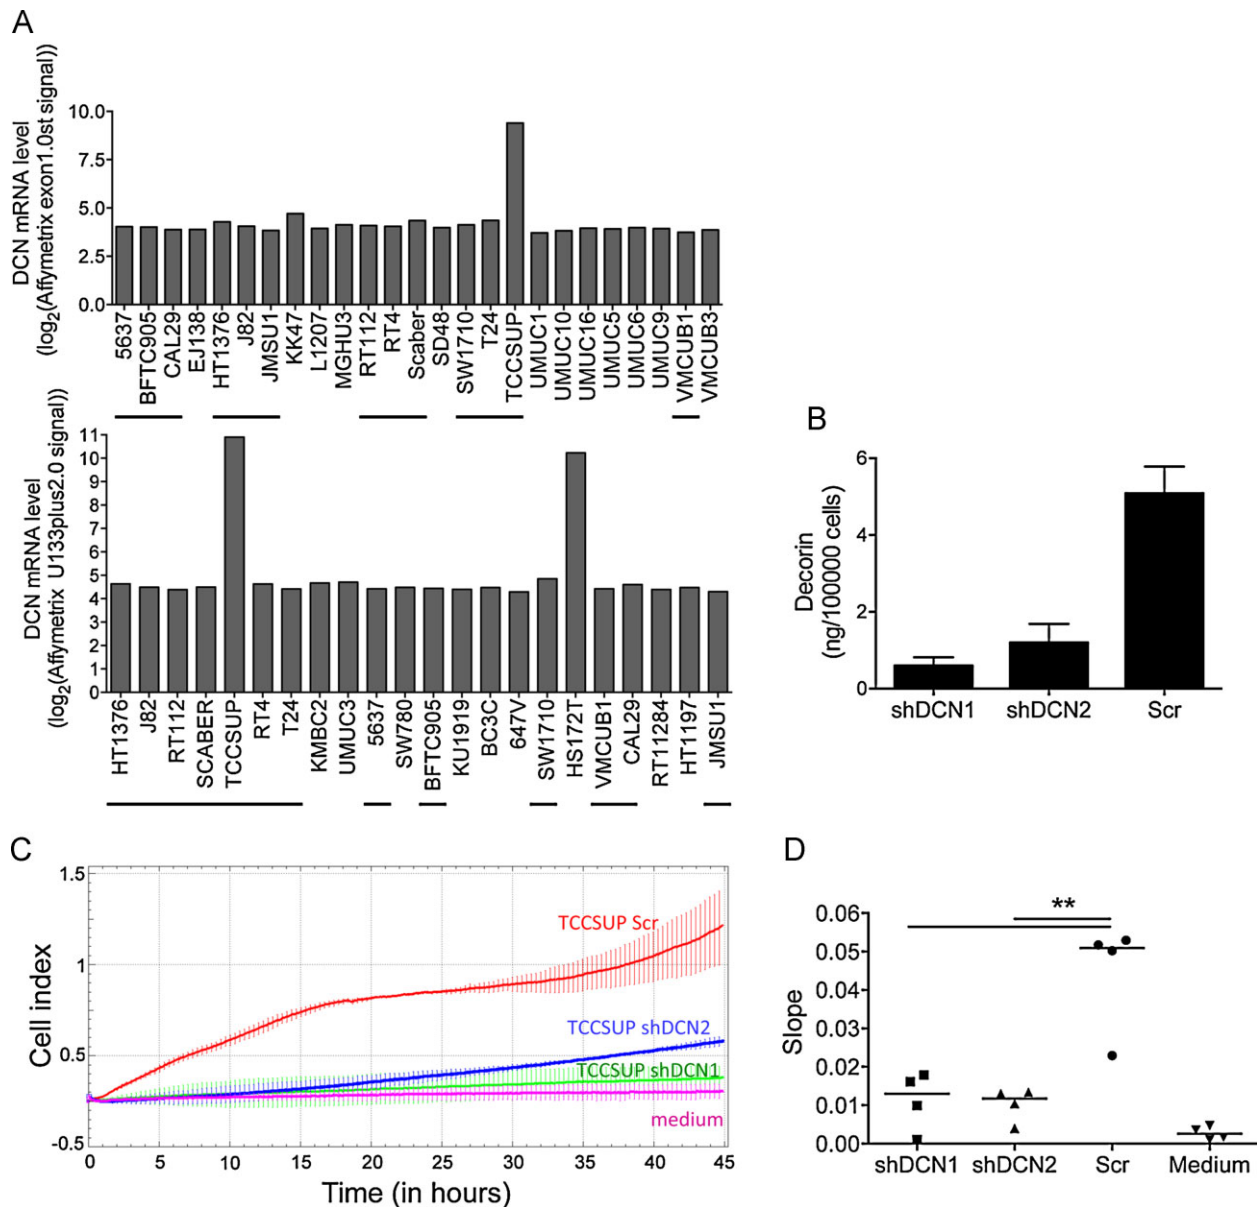 A
DCN mRNA level
(log2(Affymetrix exon1.0st signal))
10.0
7.5
5.0
2.5
0.0
5637
BFTC905
CAL29
EJ138
HT1376
J82
JMSU1
KK47
L1207
MGHU3
RT112
RT4
Scaber
SD48
SW1710
T24
TCCSUP
UMUC1
UMUC10
UMUC16
UMUC5
UMUC6
UMUC9
VMCUB1
VMCUB3
DCN mRNA level
(log2(Affymetrix U133plus2.0 signal))
11
10
9
8
7
6
5
4
3
2
1
0
HT1376
J82
RT112
SCABER
TCCSUP
RT4
T24
KMBC2
UMUC3
5637
SW780
BFTC905
KU1919
BC3C
647V
SW1710
HS172T
VMCUB1
CAL29
RT11284
HT1197
JMSU1
B
Decorin
(ng/100000 cells)
6
4
2
0
shDCN1 shDCN2 Scr
C
Cell index
1.5
1
0.5
-0.5
TCCSUP Scr
TCCSUP shDCN2
TCCSUP shDCN1
medium
0 5 10 15 20 25 30 35 40 45
Time (in hours)
D
Slope
0.06
0.05
0.04
0.03
0.02
0.01
0.00
**
shDCN1 shDCN2 Scr Medium